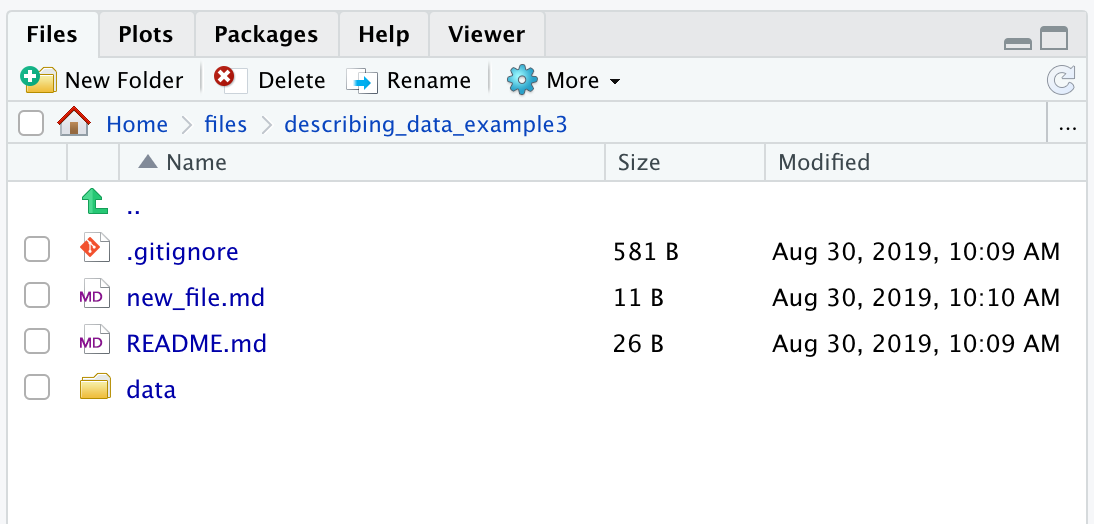 Files Plots Packages Help Viewer
New Folder Delete Rename More
Home files describing_data_example3 ...
Name Size Modified
..
.gitignore 581 B Aug 30, 2019, 10:09 AM
MD new_file.md 11 B Aug 30, 2019, 10:10 AM
MD README.md 26 B Aug 30, 2019, 10:09 AM
data